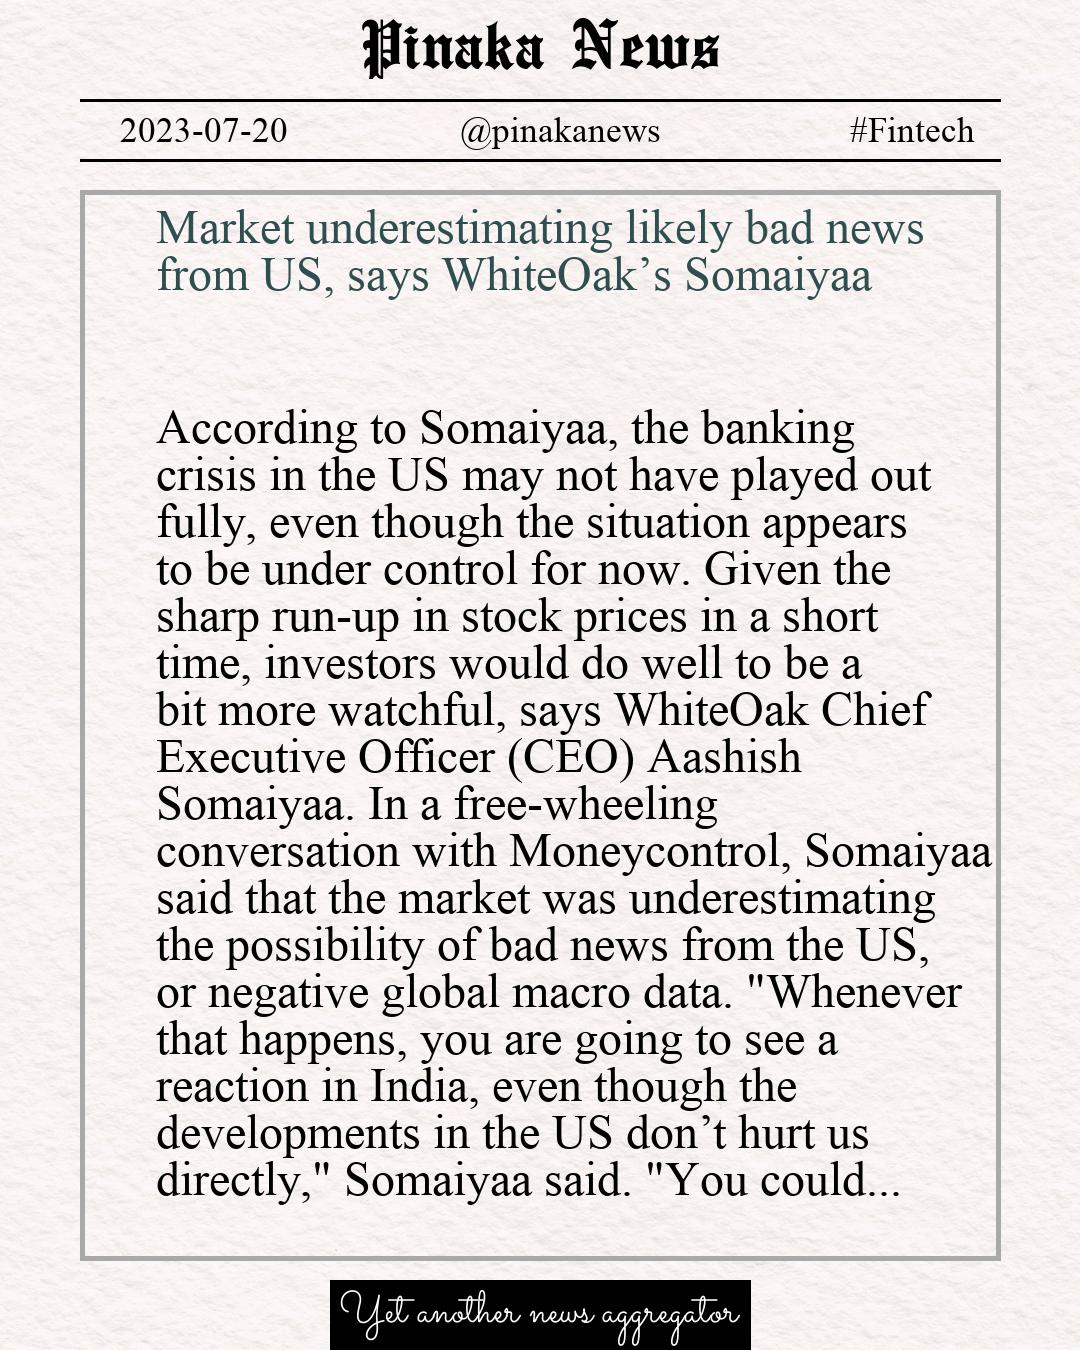 Pinaka News
2023-07-20
@pinakanews
#Fintech
Market underestimating likely bad news
from US, says WhiteOak’s Somaiyaa
According to Somaiyaa, the banking
crisis in the US may not have played out
fully, even though the situation appears
to be under control for now. Given the
sharp run-up in stock prices in a short
time, investors would do well to be a
bit more watchful, says WhiteOak Chief
Executive Officer (CEO) Aashish
Somaiyaa. In a free-wheeling
conversation with Moneycontrol, Somaiyaa
said that the market was underestimating
the possibility of bad news from the US,
or negative global macro data. "Whenever
that happens, you are going to see a
reaction in India, even though the
developments in the US don’t hurt us
directly," Somaiyaa said. "You could...
Yet another news aggregator